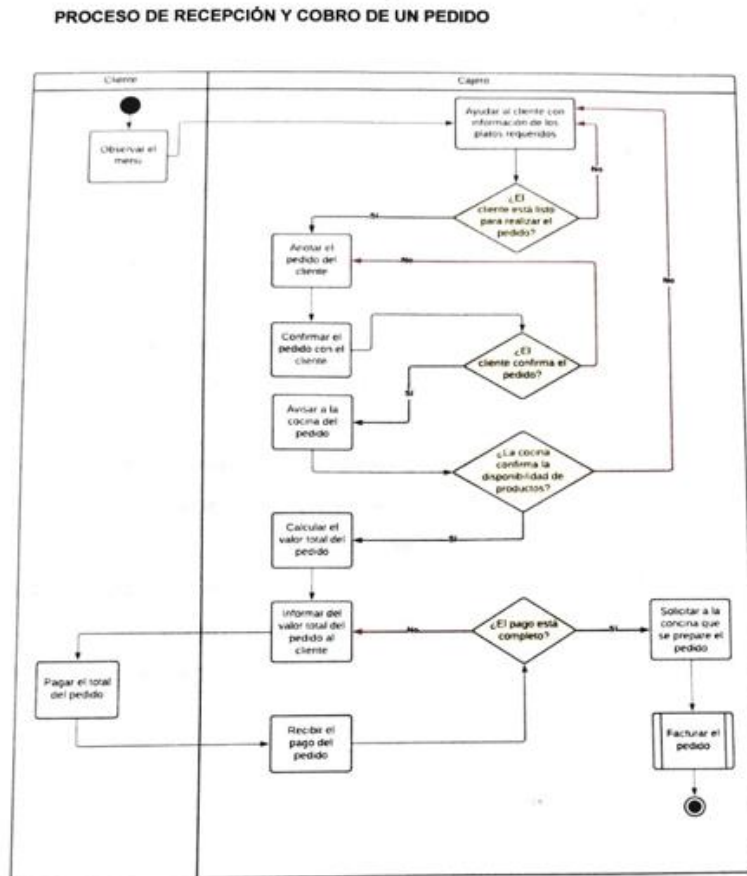 PROCESO DE RECEPCIÓN Y COBRO DE UN PEDIDO
Cliente
Cajero
Observar el
menú
Ayudar al cliente con
información de los
platos requeridos
No
¿El
cliente está listo
para realizar el
pedido?
Si
Anotar el
pedido del
cliente
No
No
Confirmar el
pedido con el
cliente
¿El
cliente confirma el
pedido?
Si
Avisar a la
cocina del
pedido
¿La cocina
confirma la
disponibilidad de
productos?
Calcular el
valor total del
pedido
Si
Informar del
valor total del
pedido al
cliente
No
¿El pago está
completo?
Si
Solicitar a la
concina que
se prepare el
pedido
Pagar el total
del pedido
Recibir el
pago del
pedido
Facturar el
pedido